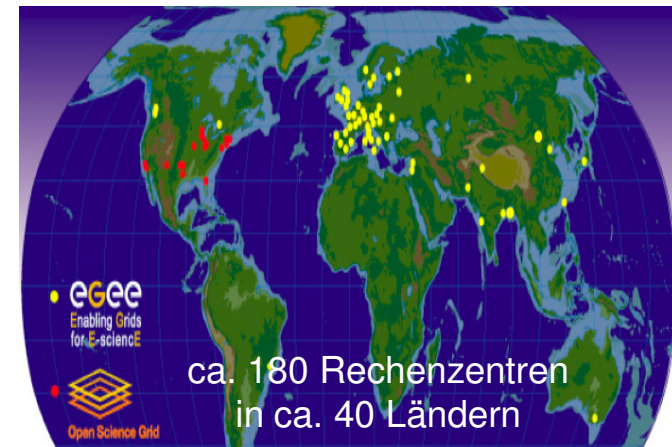 eGee
Enabling Grids
for E-sciencE
Open Science Grid
ca. 180 Rechenzentren
in ca. 40 Ländern